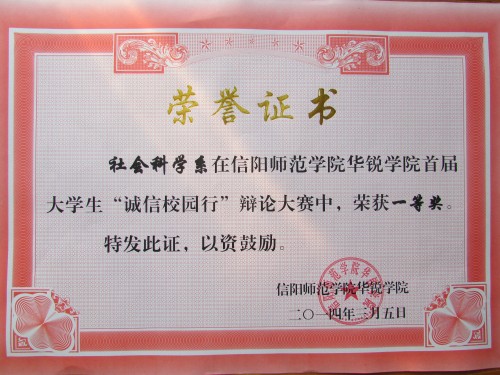 荣誉证书
社会科学系在信阳师范学院华锐学院首届
大学生“诚信校园行”辩论大赛中，荣获一等奖。
特发此证，以资鼓励。
信阳师范学院华锐学院
二〇一四年三月五日